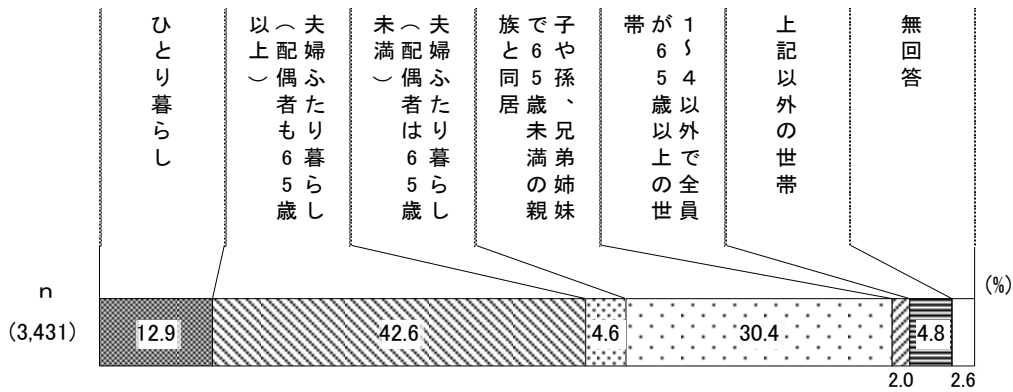 ひとり暮らし
夫婦ふたり暮らし
（配偶者も６５歳
以上）
夫婦ふたり暮らし
（配偶者は６５歳
未満）
子や孫、兄弟姉妹
で６５歳未満の親
族と同居
１～４以外で全員
が６５歳以上の世
帯
上記以外の世帯
無回答
(%)
n
(3,431)
12.9
42.6
4.6
30.4
2.0
4.8
2.6